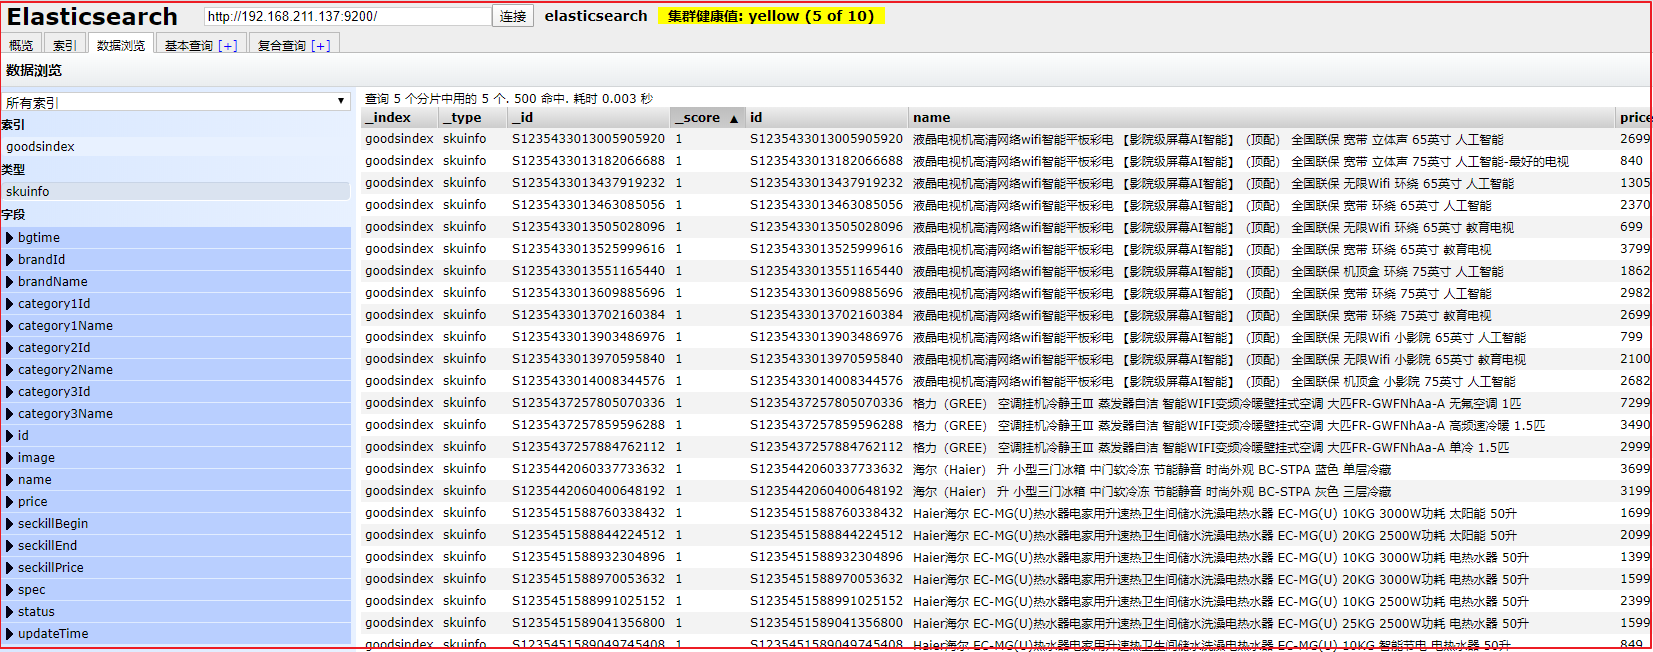 Elasticsearch http://192.168.211.137:9200/ 连接 elasticsearch 集群健康值: yellow (5 of 10)
概览 索引 数据浏览 基本查询 [+] 复合查询 [+]
数据浏览
所有索引
索引
goodsindex
类型
skuinfo
字段
bgtime
brandId
brandName
category1Id
category1Name
category2Id
category2Name
category3Id
category3Name
id
image
name
price
seckillBegin
seckillEnd
seckillPrice
spec
status
updateTime
查询 5 个分片中用的 5 个. 500 命中. 耗时 0.003 秒
_index _type _id _score ▲ id name price
goodsindex skuinfo S1235433013005905920 1 S1235433013005905920 液晶电视机高清网络wifi智能平板彩电 【影院级屏幕AI智能】 (顶配) 全国联保 宽带 立体声 65英寸 人工智能 2699
goodsindex skuinfo S1235433013182066688 1 S1235433013182066688 液晶电视机高清网络wifi智能平板彩电 【影院级屏幕AI智能】 (顶配) 全国联保 宽带 立体声 75英寸 人工智能-最好的电视 840
goodsindex skuinfo S1235433013437919232 1 S1235433013437919232 液晶电视机高清网络wifi智能平板彩电 【影院级屏幕AI智能】 (顶配) 全国联保 无限Wifi 环绕 65英寸 人工智能 1305
goodsindex skuinfo S1235433013463085056 1 S1235433013463085056 液晶电视机高清网络wifi智能平板彩电 【影院级屏幕AI智能】 (顶配) 全国联保 宽带 环绕 65英寸 人工智能 2370
goodsindex skuinfo S1235433013505028096 1 S1235433013505028096 液晶电视机高清网络wifi智能平板彩电 【影院级屏幕AI智能】 (顶配) 全国联保 无限Wifi 环绕 65英寸 教育电视 699
goodsindex skuinfo S1235433013525999616 1 S1235433013525999616 液晶电视机高清网络wifi智能平板彩电 【影院级屏幕AI智能】 (顶配) 全国联保 宽带 环绕 65英寸 教育电视 3799
goodsindex skuinfo S1235433013551165440 1 S1235433013551165440 液晶电视机高清网络wifi智能平板彩电 【影院级屏幕AI智能】 (顶配) 全国联保 机顶盒 环绕 75英寸 人工智能 1862
goodsindex skuinfo S1235433013609885696 1 S1235433013609885696 液晶电视机高清网络wifi智能平板彩电 【影院级屏幕AI智能】 (顶配) 全国联保 宽带 环绕 75英寸 人工智能 2982
goodsindex skuinfo S1235433013702160384 1 S1235433013702160384 液晶电视机高清网络wifi智能平板彩电 【影院级屏幕AI智能】 (顶配) 全国联保 宽带 环绕 75英寸 教育电视 2699
goodsindex skuinfo S1235433013903486976 1 S1235433013903486976 液晶电视机高清网络wifi智能平板彩电 【影院级屏幕AI智能】 (顶配) 全国联保 无限Wifi 小影院 65英寸 人工智能 799
goodsindex skuinfo S1235433013970595840 1 S1235433013970595840 液晶电视机高清网络wifi智能平板彩电 【影院级屏幕AI智能】 (顶配) 全国联保 无限Wifi 小影院 65英寸 教育电视 2100
goodsindex skuinfo S1235433014008344576 1 S1235433014008344576 液晶电视机高清网络wifi智能平板彩电 【影院级屏幕AI智能】 (顶配) 全国联保 机顶盒 小影院 75英寸 人工智能 2682
goodsindex skuinfo S1235437257805070336 1 S1235437257805070336 格力（GREE） 空调挂机冷静王III 蒸发器自洁 智能WIFI变频冷暖壁挂式空调 大匹FR-GWFNhAa-A 无氟空调 1匹 7299
goodsindex skuinfo S1235437257859596288 1 S1235437257859596288 格力（GREE） 空调挂机冷静王III 蒸发器自洁 智能WIFI变频冷暖壁挂式空调 大匹FR-GWFNhAa-A 高频速冷暖 1.5匹 3490
goodsindex skuinfo S1235437257884762112 1 S1235437257884762112 格力（GREE） 空调挂机冷静王III 蒸发器自洁 智能WIFI变频冷暖壁挂式空调 大匹FR-GWFNhAa-A 单冷 1.5匹 2999
goodsindex skuinfo S1235442060337733632 1 S1235442060337733632 海尔（Haier） 升 小型三门冰箱 中门软冷冻 节能静音 时尚外观 BC-STPA 蓝色 单层冷藏 3699
goodsindex skuinfo S1235442060400648192 1 S1235442060400648192 海尔（Haier） 升 小型三门冰箱 中门软冷冻 节能静音 时尚外观 BC-STPA 灰色 三层冷藏 3199
goodsindex skuinfo S1235451588760338432 1 S1235451588760338432 Haier海尔 EC-MG(U)热水器电家用升速热卫生间储水洗澡电热水器 EC-MG(U) 10KG 3000W功耗 太阳能 50升 1699
goodsindex skuinfo S1235451588844224512 1 S1235451588844224512 Haier海尔 EC-MG(U)热水器电家用升速热卫生间储水洗澡电热水器 EC-MG(U) 20KG 2500W功耗 太阳能 50升 2099
goodsindex skuinfo S1235451588932304896 1 S1235451588932304896 Haier海尔 EC-MG(U)热水器电家用升速热卫生间储水洗澡电热水器 EC-MG(U) 10KG 3000W功耗 电热水器 50升 1399
goodsindex skuinfo S1235451588970053632 1 S1235451588970053632 Haier海尔 EC-MG(U)热水器电家用升速热卫生间储水洗澡电热水器 EC-MG(U) 20KG 3000W功耗 电热水器 50升 1599
goodsindex skuinfo S1235451588991025152 1 S1235451588991025152 Haier海尔 EC-MG(U)热水器电家用升速热卫生间储水洗澡电热水器 EC-MG(U) 10KG 2500W功耗 电热水器 50升 2399
goodsindex skuinfo S1235451589041356800 1 S1235451589041356800 Haier海尔 EC-MG(U)热水器电家用升速热卫生间储水洗澡电热水器 EC-MG(U) 25KG 2500W功耗 电热水器 50升 1599
goodsindex skuinfo S1235451589049745408 1 S1235451589049745408 Haier海尔 EC-MG(U)热水器电家用升速热卫生间储水洗澡电热水器 EC-MG(U) 10KG 智能节电 电热水器 50升 849